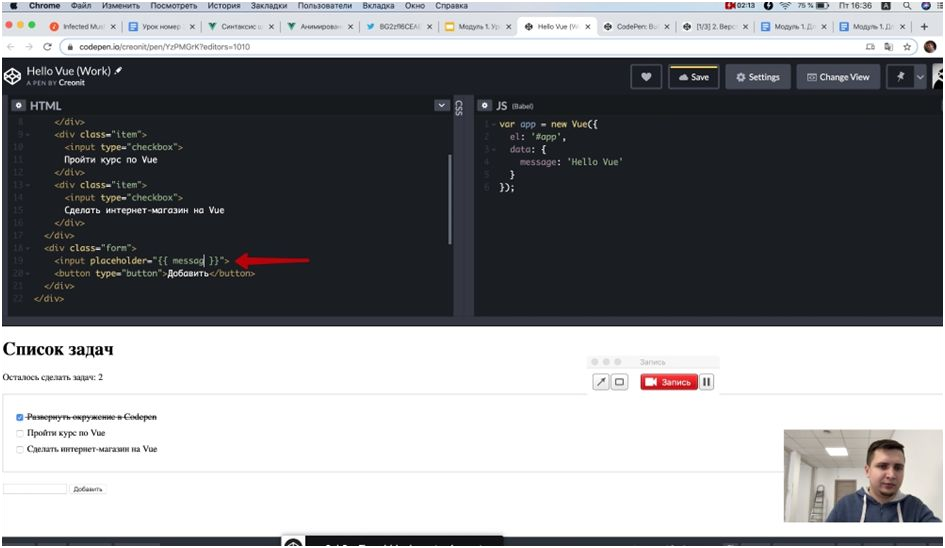 Chrome Файл Изменить Посмотреть История Закладки Пользователи Вкладка Окно Справка 02:13 75 % Пт 16:36 A
Infected Mus
Урок номер
Синтаксис ш
Анимирован
BG2zf16CEAE
Модуль 1. Ур
Hello Vue (W
CodePen: Bu
[1/3] 2. Верс
Модуль 1. До
Модуль 1. Д
codepen.io/creonit/pen/YzPMGrK?editors=1010
Hello Vue (Work)
A PEN BY Creonit
Save
Settings
Change View
HTML
8 </div>
9 <div class="item">
10 <input type="checkbox">
11 Пройти курс по Vue
12 </div>
13 <div class="item">
14 <input type="checkbox">
15 Сделать интернет-магазин на Vue
16 </div>
17 </div>
18 <div class="form">
19 <input placeholder="{{ messag }}">
20 <button type="button">Добавить</button>
21 </div>
22 </div>
CSS
JS (Babel)
1 var app = new Vue({
2 el: '#app',
3 data: {
4 message: 'Hello Vue'
5 }
6 });
Список задач
Осталось сделать задач: 2
Развернуть окружение в Codepen
Пройти курс по Vue
Сделать интернет-магазин на Vue
Добавить
Запись
Запись